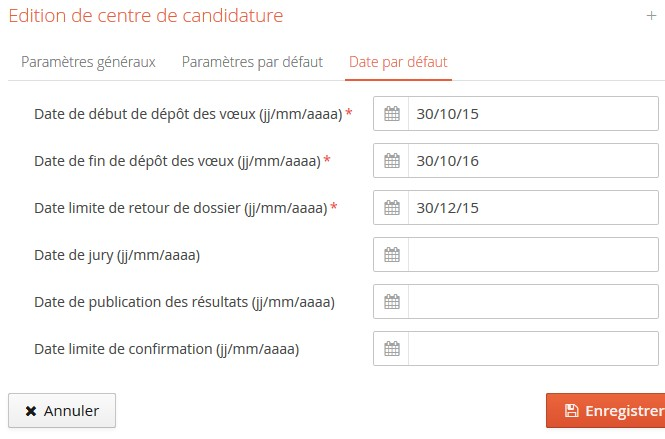 Edition de centre de candidature +
Paramètres généraux Paramètres par défaut Date par défaut
Date de début de dépôt des vœux (jj/mm/aaaa) * 30/10/15
Date de fin de dépôt des vœux (jj/mm/aaaa) * 30/10/16
Date limite de retour de dossier (jj/mm/aaaa) * 30/12/15
Date de jury (jj/mm/aaaa)
Date de publication des résultats (jj/mm/aaaa)
Date limite de confirmation (jj/mm/aaaa)
Annuler Enregistrer